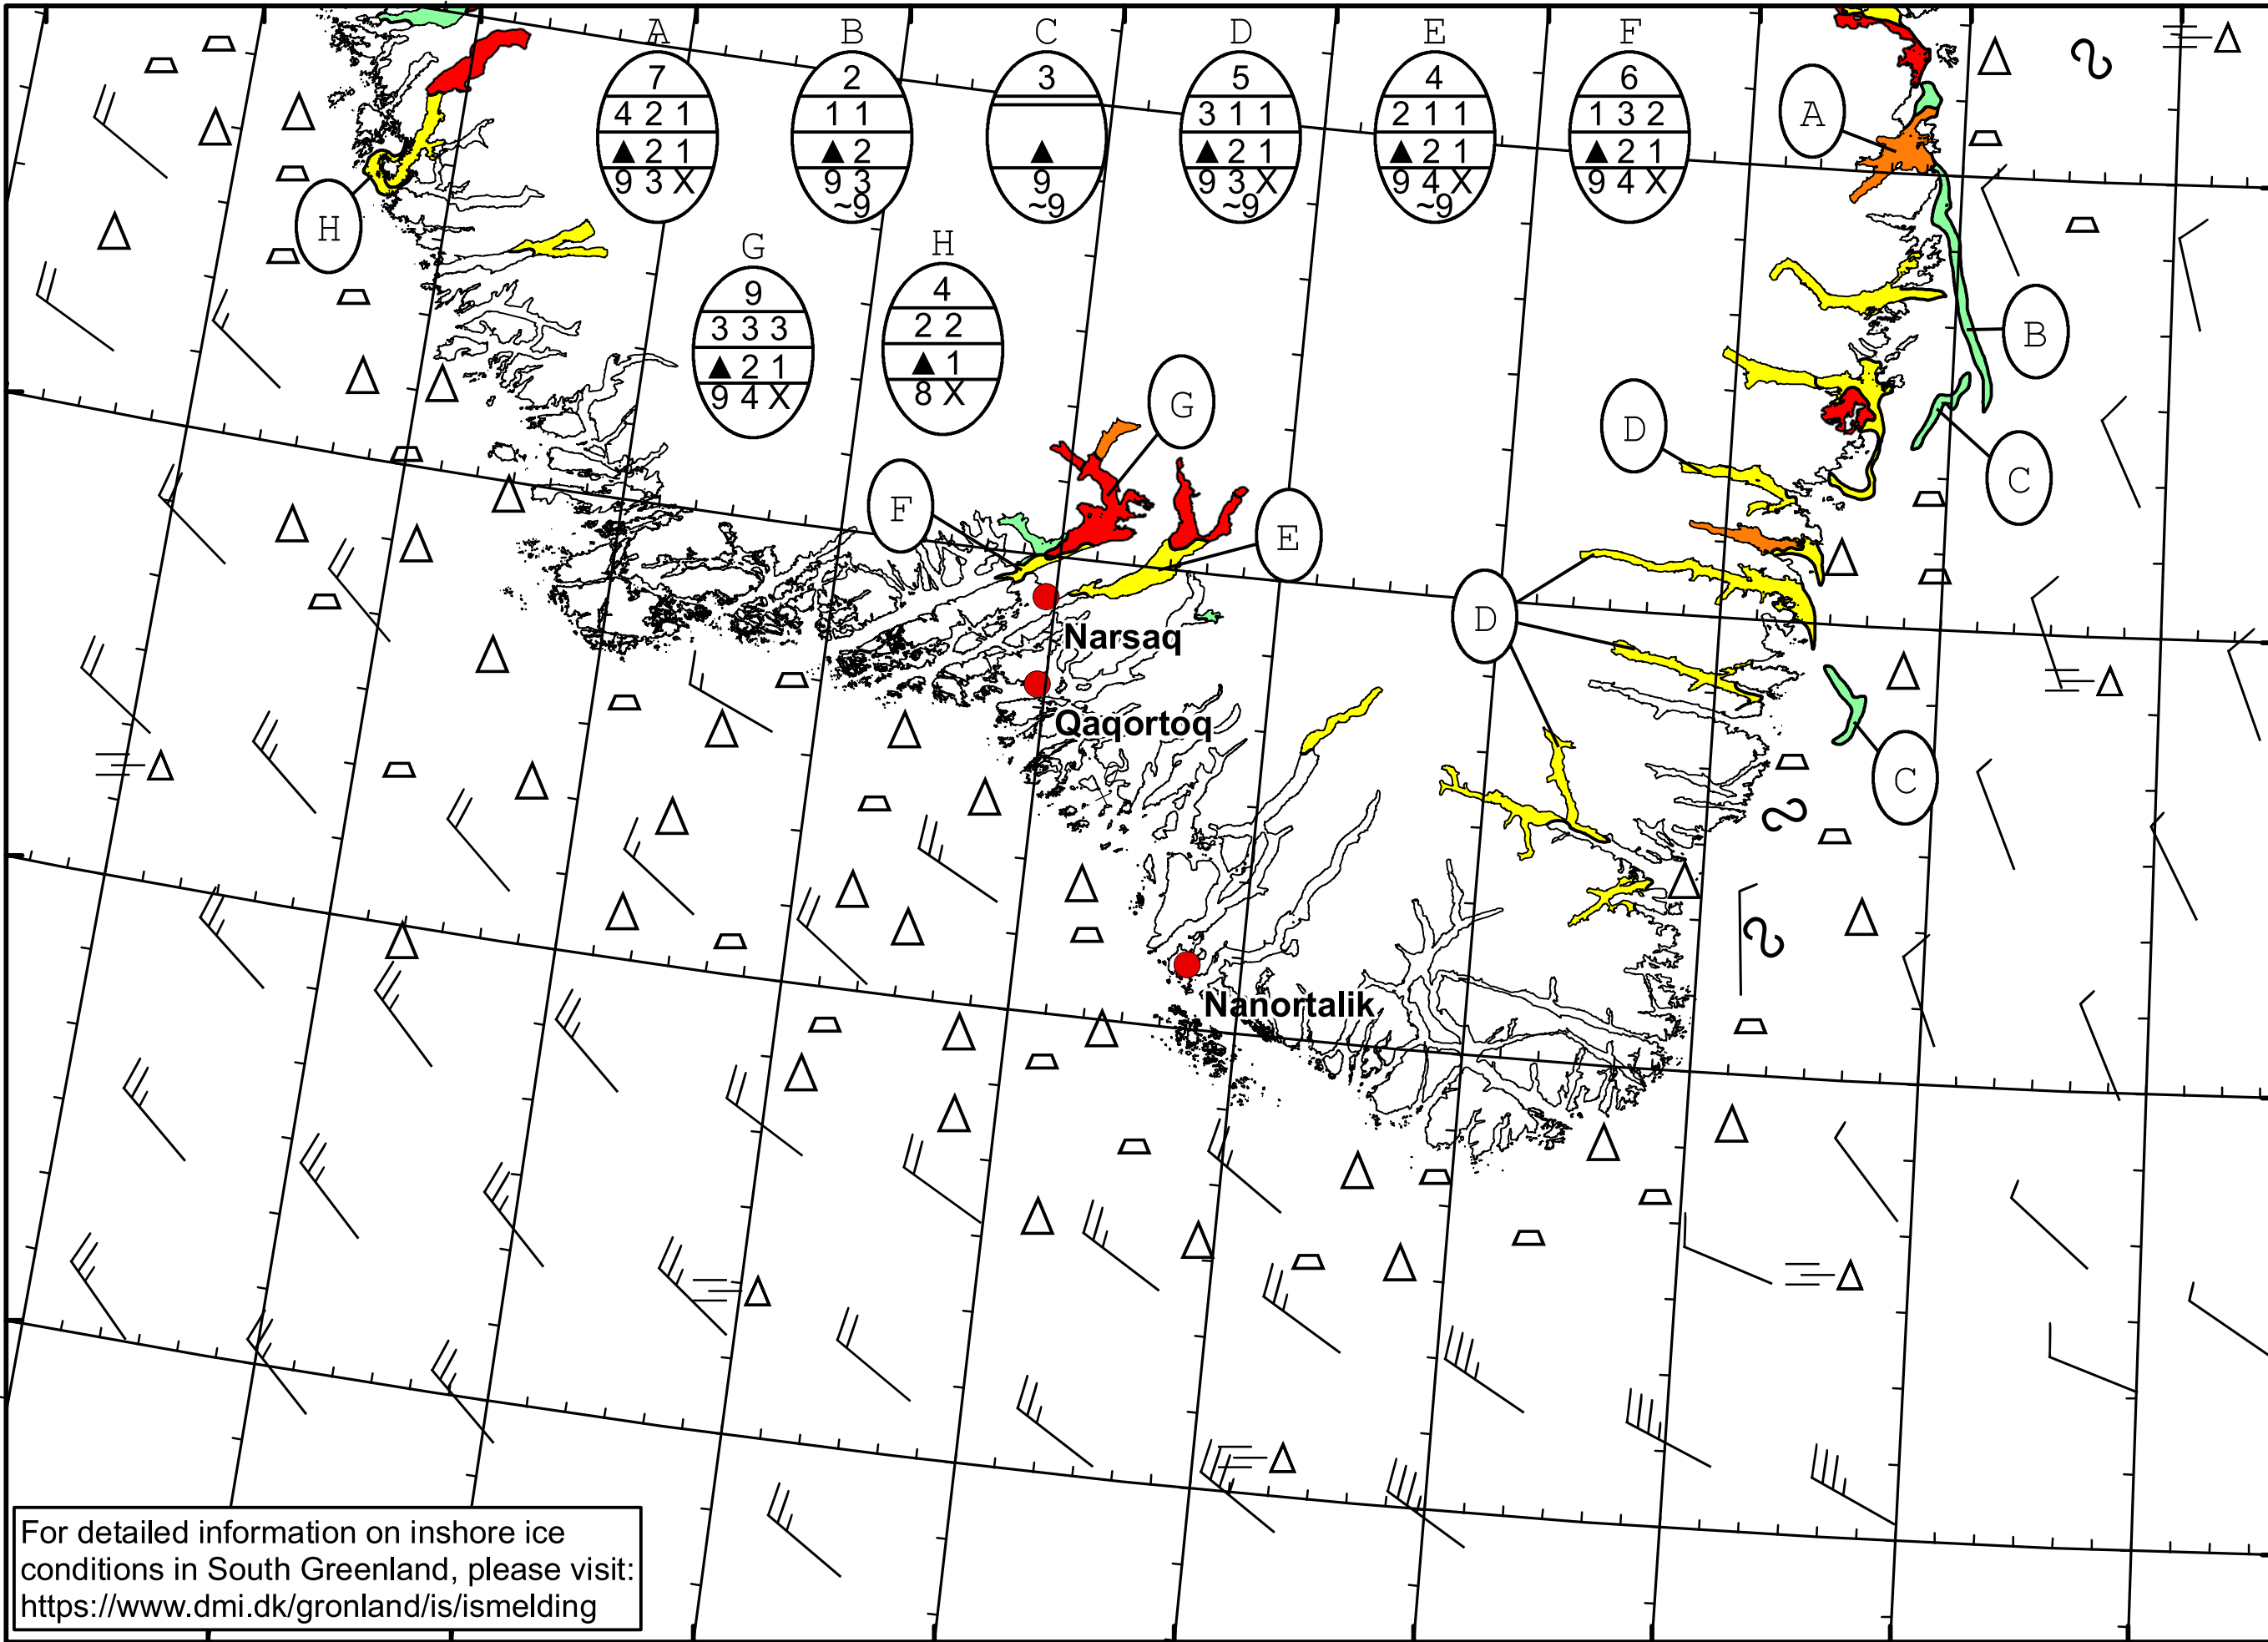 A B C D E F
7
4 2 1
▲ 2 1
9 3 X
2
1 1
▲ 2
9 3
~9
3
▲
9
~9
5
3 1 1
▲ 2 1
9 3 X
~9
4
2 1 1
▲ 2 1
9 4 X
~9
6
1 3 2
▲ 2 1
9 4 X
G H
9
3 3 3
▲ 2 1
9 4 X
4
2 2
▲ 1
8 X
A
H
B
G
D
C
F
E
D
C
Narsaq
Qaqortoq
Nanortalik
For detailed information on inshore ice
conditions in South Greenland, please visit:
https://www.dmi.dk/gronland/is/ismelding